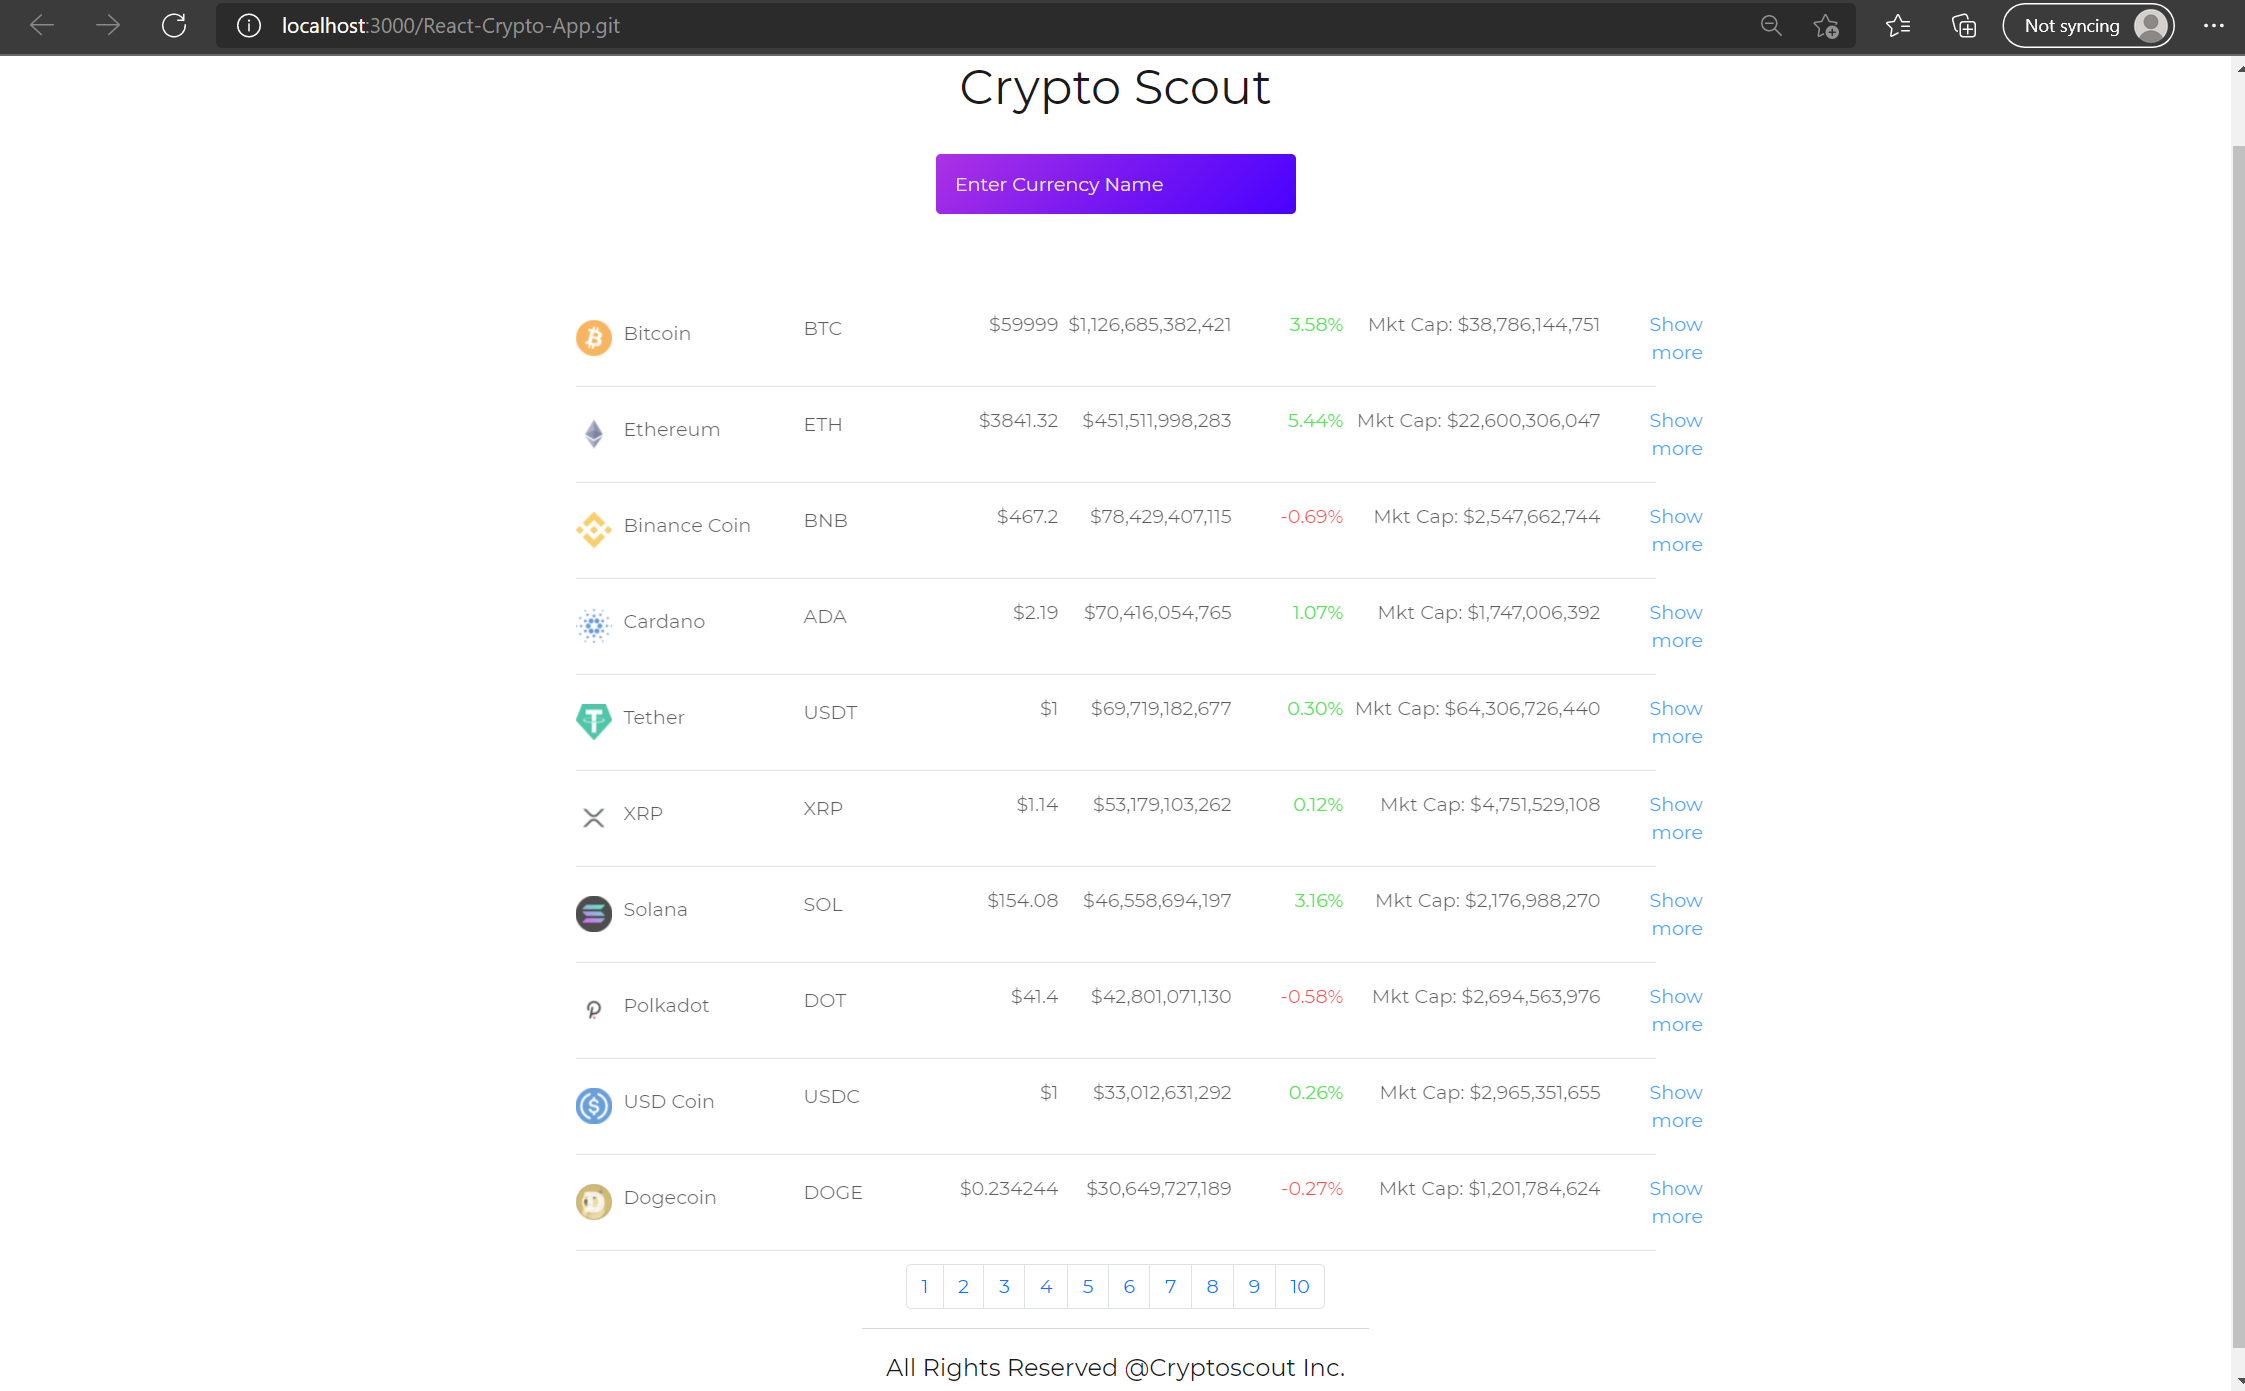 localhost:3000/React-Crypto-App.git
Not syncing
Crypto Scout
Enter Currency Name
Bitcoin BTC $59999 $1,126,685,382,421 3.58% Mkt Cap: $38,786,144,751 Show
more
Ethereum ETH $3841.32 $451,511,998,283 5.44% Mkt Cap: $22,600,306,047 Show
more
Binance Coin BNB $467.2 $78,429,407,115 -0.69% Mkt Cap: $2,547,662,744 Show
more
Cardano ADA $2.19 $70,416,054,765 1.07% Mkt Cap: $1,747,006,392 Show
more
Tether USDT $1 $69,719,182,677 0.30% Mkt Cap: $64,306,726,440 Show
more
XRP XRP $1.14 $53,179,103,262 0.12% Mkt Cap: $4,751,529,108 Show
more
Solana SOL $154.08 $46,558,694,197 3.16% Mkt Cap: $2,176,988,270 Show
more
Polkadot DOT $41.4 $42,801,071,130 -0.58% Mkt Cap: $2,694,563,976 Show
more
USD Coin USDC $1 $33,012,631,292 0.26% Mkt Cap: $2,965,351,655 Show
more
Dogecoin DOGE $0.234244 $30,649,727,189 -0.27% Mkt Cap: $1,201,784,624 Show
more
1 2 3 4 5 6 7 8 9 10
All Rights Reserved @Cryptoscout Inc.